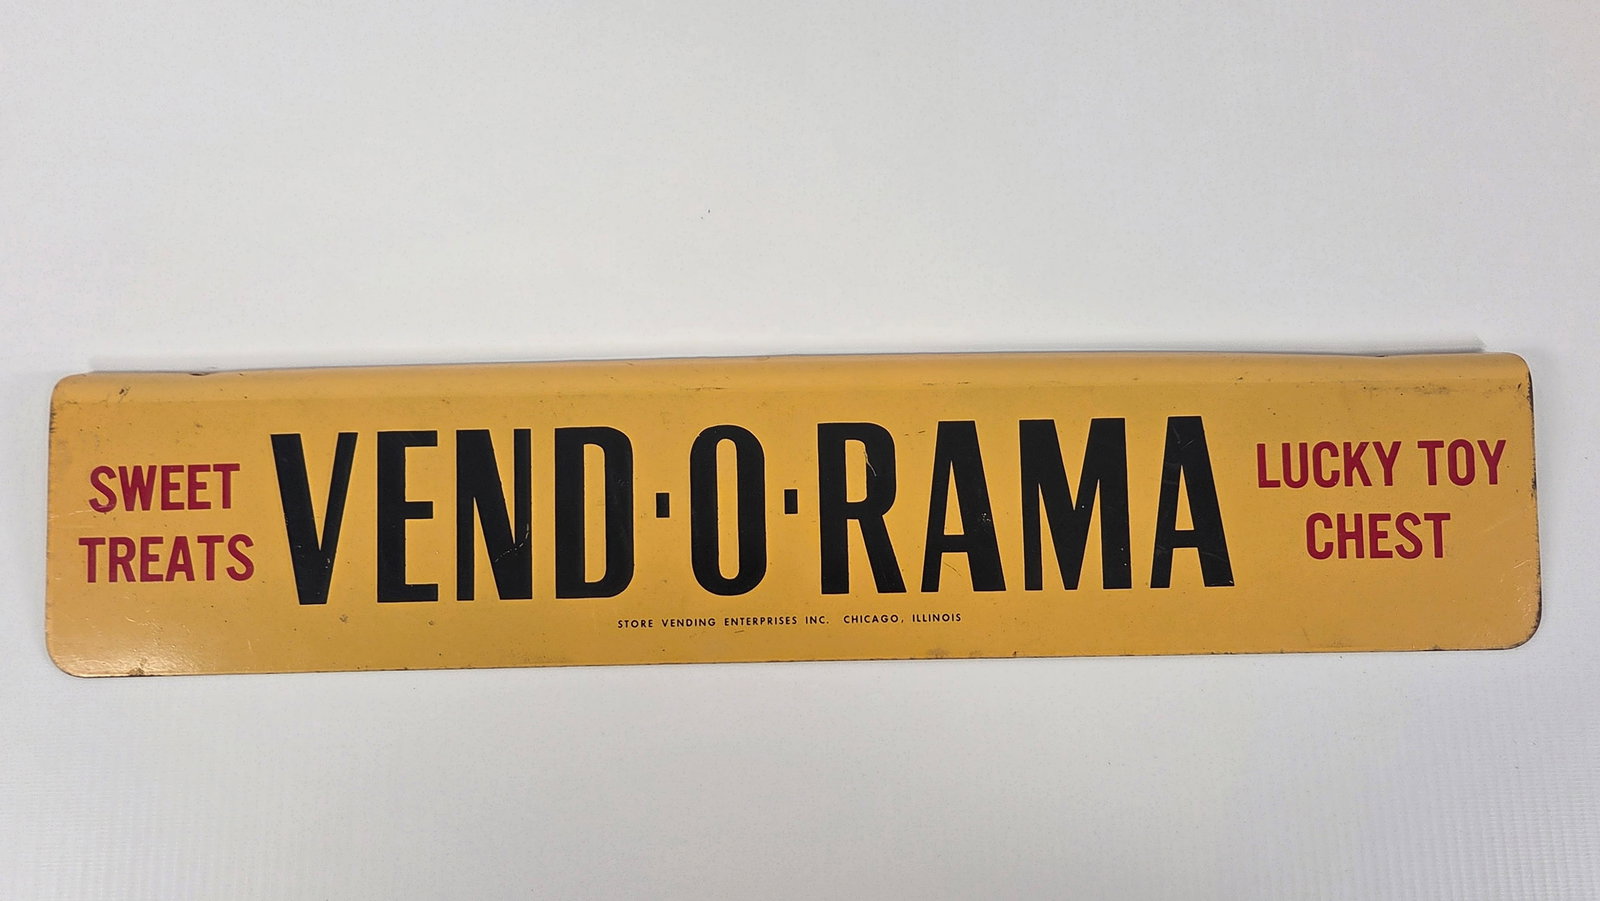 SWEET
TREATS
VEND·O·RAMA
LUCKY TOY
CHEST
STORE VENDING ENTERPRISES INC. CHICAGO, ILLINOIS